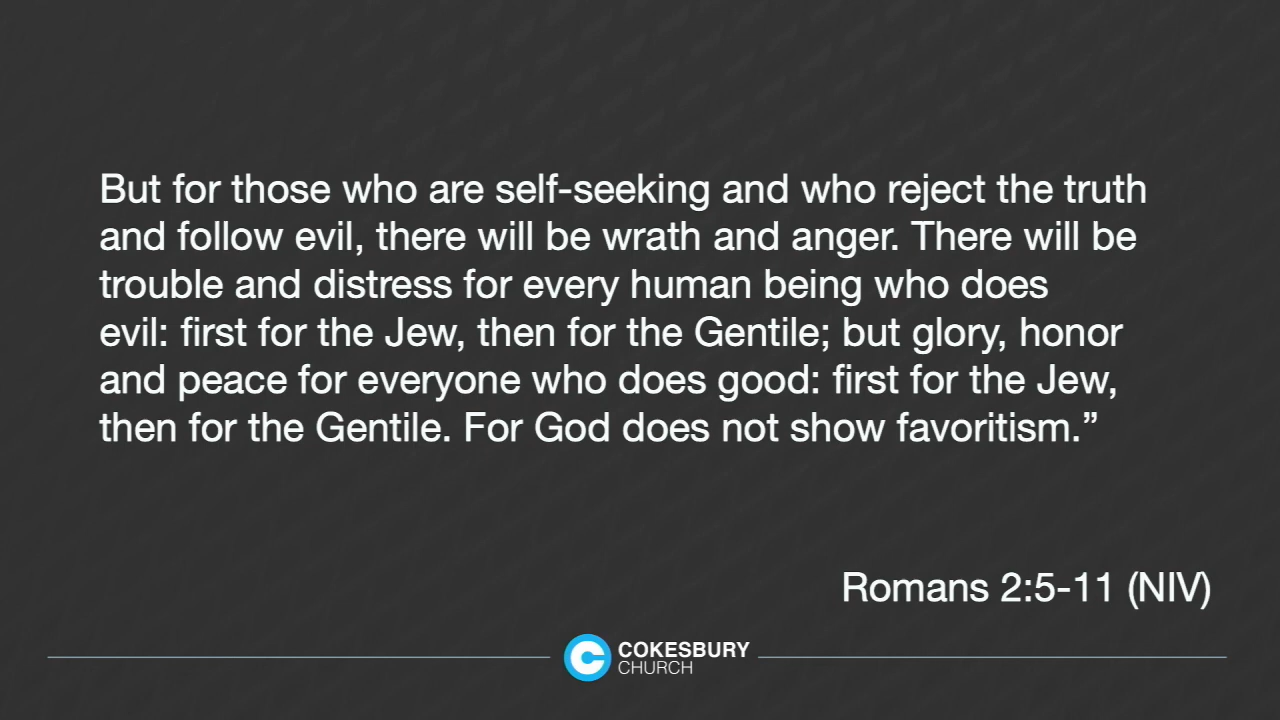 But for those who are self-seeking and who reject the truth
and follow evil, there will be wrath and anger. There will be
trouble and distress for every human being who does
evil: first for the Jew, then for the Gentile; but glory, honor
and peace for everyone who does good: first for the Jew,
then for the Gentile. For God does not show favoritism.”
Romans 2:5-11 (NIV)
COKESBURY
CHURCH